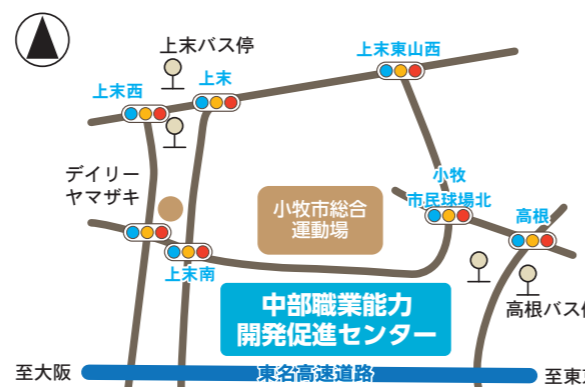 上末バス停
上末東山西
上末
上末西
デイリー
ヤマザキ
小牧
市民球場北
小牧市総合
運動場
高根
上末南
中部職業能力
開発促進センター
高根バス停
至大阪
東名高速道路
至東